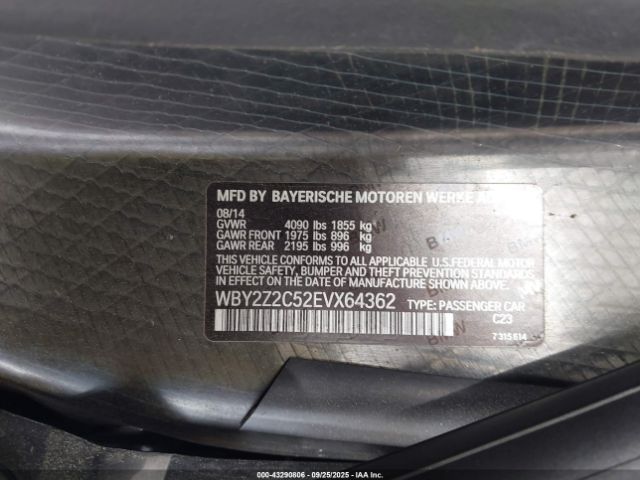 MFD BY BAYERISCHE MOTOREN WERKE AG
08/14
GVWR 4090 lbs 1855 kg
GAWR FRONT 1975 lbs 896 kg
GAWR REAR 2195 lbs 996 kg
THIS VEHICLE CONFORMS TO ALL APPLICABLE U.S.FEDERAL MOTOR
VEHICLE SAFETY, BUMPER AND THEFT PREVENTION STANDARDS
IN EFFECT ON THE DATE OF MANUFACTURE SHOWN ABOVE.
WBY2Z2C52EVX64362 TYPE: PASSENGER CAR
C23
7315614
©-43290806 - 09/25/2025 - ©IAA, Inc.